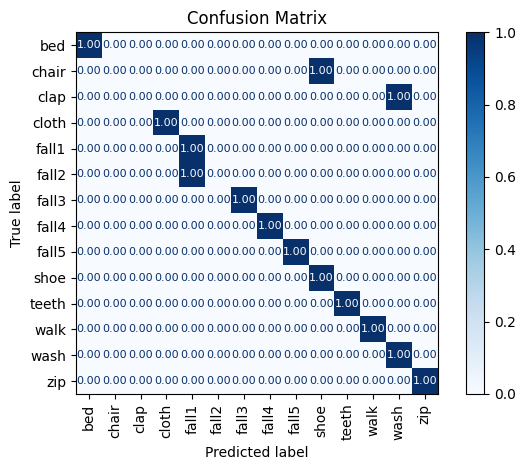 Confusion Matrix
bed 1.00 0.00 0.00 0.00 0.00 0.00 0.00 0.00 0.00 0.00 0.00 0.00 0.00 0.00
chair 0.00 0.00 0.00 0.00 0.00 0.00 0.00 0.00 0.00 1.00 0.00 0.00 0.00 0.00
clap 0.00 0.00 0.00 0.00 0.00 0.00 0.00 0.00 0.00 0.00 0.00 0.00 1.00 0.00
cloth 0.00 0.00 0.00 1.00 0.00 0.00 0.00 0.00 0.00 0.00 0.00 0.00 0.00 0.00
fall1 0.00 0.00 0.00 0.00 1.00 0.00 0.00 0.00 0.00 0.00 0.00 0.00 0.00 0.00
fall2 0.00 0.00 0.00 0.00 1.00 0.00 0.00 0.00 0.00 0.00 0.00 0.00 0.00 0.00
fall3 0.00 0.00 0.00 0.00 0.00 0.00 1.00 0.00 0.00 0.00 0.00 0.00 0.00 0.00
fall4 0.00 0.00 0.00 0.00 0.00 0.00 0.00 1.00 0.00 0.00 0.00 0.00 0.00 0.00
fall5 0.00 0.00 0.00 0.00 0.00 0.00 0.00 0.00 1.00 0.00 0.00 0.00 0.00 0.00
shoe 0.00 0.00 0.00 0.00 0.00 0.00 0.00 0.00 0.00 1.00 0.00 0.00 0.00 0.00
teeth 0.00 0.00 0.00 0.00 0.00 0.00 0.00 0.00 0.00 0.00 1.00 0.00 0.00 0.00
walk 0.00 0.00 0.00 0.00 0.00 0.00 0.00 0.00 0.00 0.00 0.00 1.00 0.00 0.00
wash 0.00 0.00 0.00 0.00 0.00 0.00 0.00 0.00 0.00 0.00 0.00 0.00 1.00 0.00
zip 0.00 0.00 0.00 0.00 0.00 0.00 0.00 0.00 0.00 0.00 0.00 0.00 0.00 1.00
bed chair clap cloth fall1 fall2 fall3 fall4 fall5 shoe teeth walk wash zip
Predicted label
True label
1.0
0.8
0.6
0.4
0.2
0.0